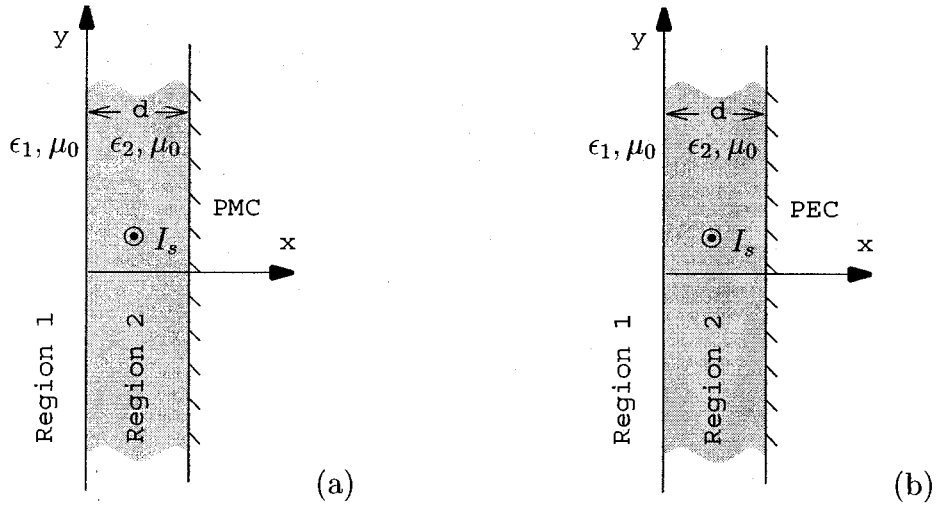 y
d
ϵ₁, μ₀
ϵ₂, μ₀
PMC
I_s
x
Region 1
Region 2
(a)
y
d
ϵ₁, μ₀
ϵ₂, μ₀
PEC
I_s
x
Region 1
Region 2
(b)